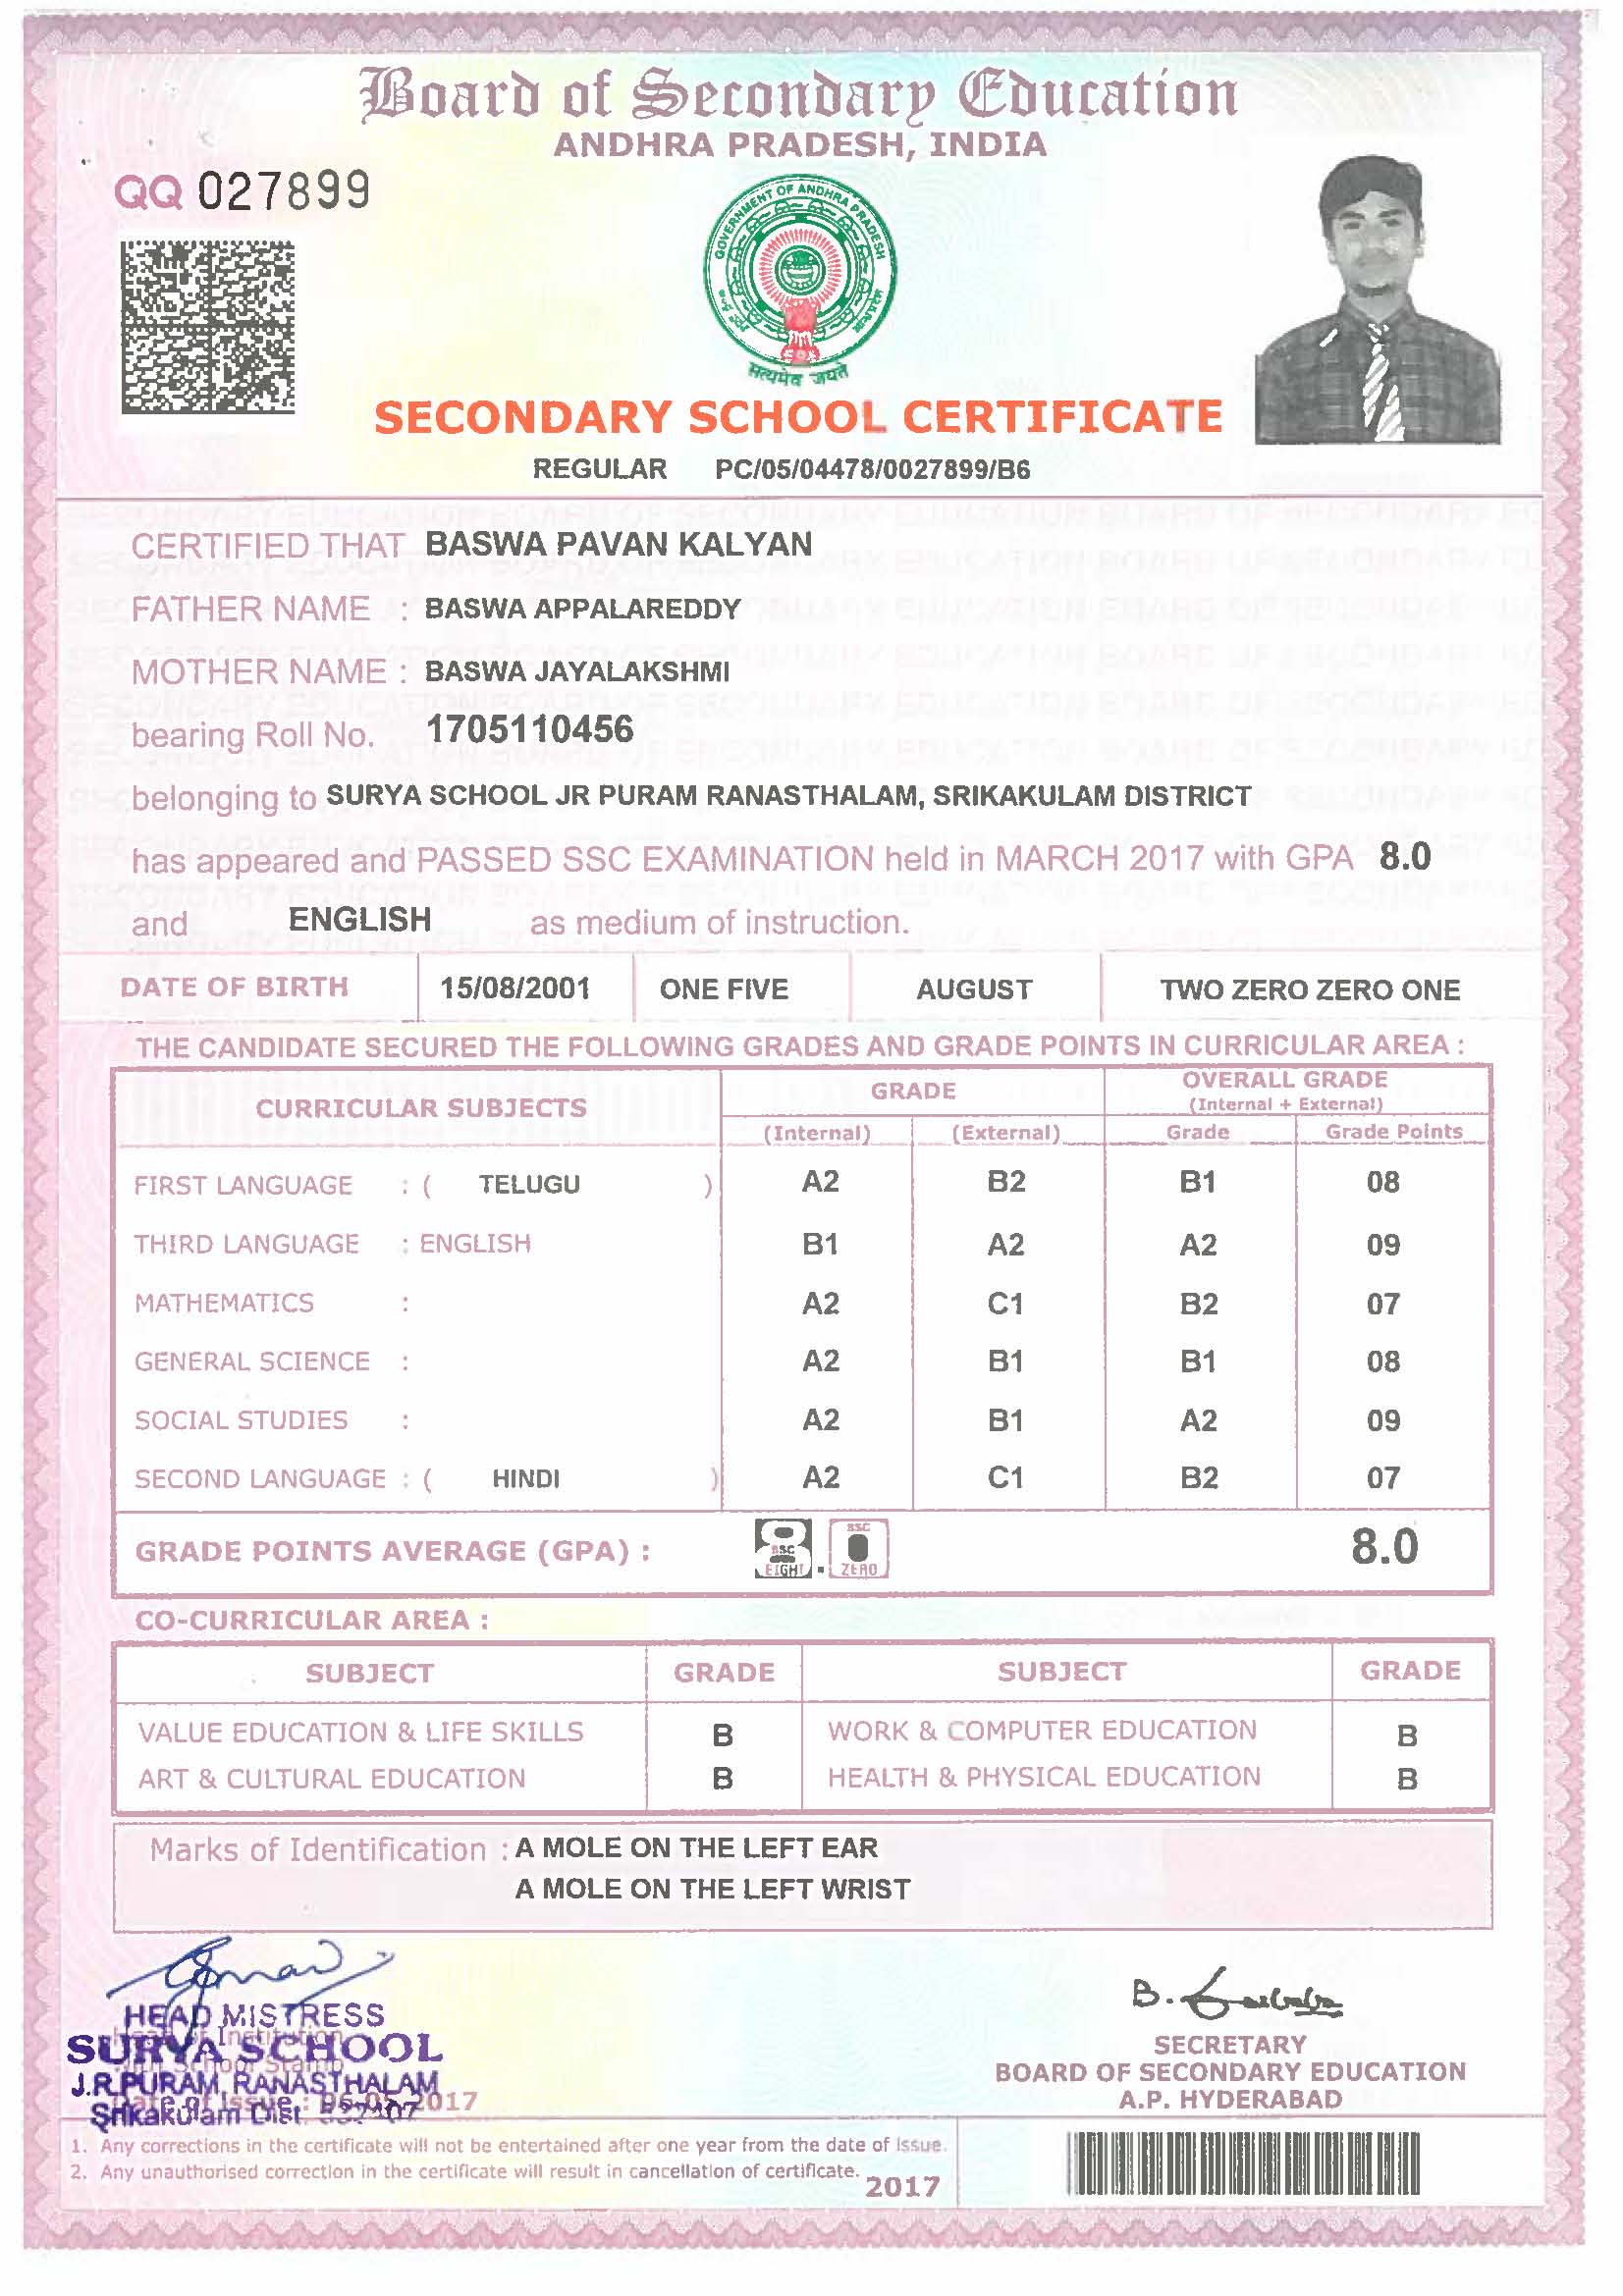 Board of Secondary Education
ANDHRA PRADESH, INDIA
QQ 027899
GOVERNMENT OF ANDHRA PRADESH
सत्यमेव जयते
SECONDARY SCHOOL CERTIFICATE
REGULAR PC/05/04478/0027899/B6
CERTIFIED THAT BASWA PAVAN KALYAN
FATHER NAME : BASWA APPALAREDDY
MOTHER NAME : BASWA JAYALAKSHMI
bearing Roll No. 1705110456
belonging to SURYA SCHOOL JR PURAM RANASTHALAM, SRIKAKULAM DISTRICT
has appeared and PASSED SSC EXAMINATION held in MARCH 2017 with GPA 8.0
and ENGLISH as medium of instruction.
DATE OF BIRTH 15/08/2001 ONE FIVE AUGUST TWO ZERO ZERO ONE
THE CANDIDATE SECURED THE FOLLOWING GRADES AND GRADE POINTS IN CURRICULAR AREA :
CURRICULAR SUBJECTS GRADE OVERALL GRADE
(Internal + External)
(Internal) (External) Grade Grade Points
FIRST LANGUAGE : ( TELUGU ) A2 B2 B1 08
THIRD LANGUAGE : ENGLISH B1 A2 A2 09
MATHEMATICS : A2 C1 B2 07
GENERAL SCIENCE : A2 B1 B1 08
SOCIAL STUDIES : A2 B1 A2 09
SECOND LANGUAGE : ( HINDI ) A2 C1 B2 07
GRADE POINTS AVERAGE (GPA) : SSC EIGHT . SSC ZERO 8.0
CO-CURRICULAR AREA :
SUBJECT GRADE SUBJECT GRADE
VALUE EDUCATION & LIFE SKILLS B WORK & COMPUTER EDUCATION B
ART & CULTURAL EDUCATION B HEALTH & PHYSICAL EDUCATION B
Marks of Identification : A MOLE ON THE LEFT EAR
A MOLE ON THE LEFT WRIST
HEAD MISTRESS
Head of Institution
SURYA SCHOOL
with School Stamp
J.R.PURAM, RANASTHALAM
Date of Issue : 2017
Srikakulam Dist.
B.
SECRETARY
BOARD OF SECONDARY EDUCATION
A.P. HYDERABAD
1. Any corrections in the certificate will not be entertained after one year from the date of issue.
2. Any unauthorised correction in the certificate will result in cancellation of certificate.
2017